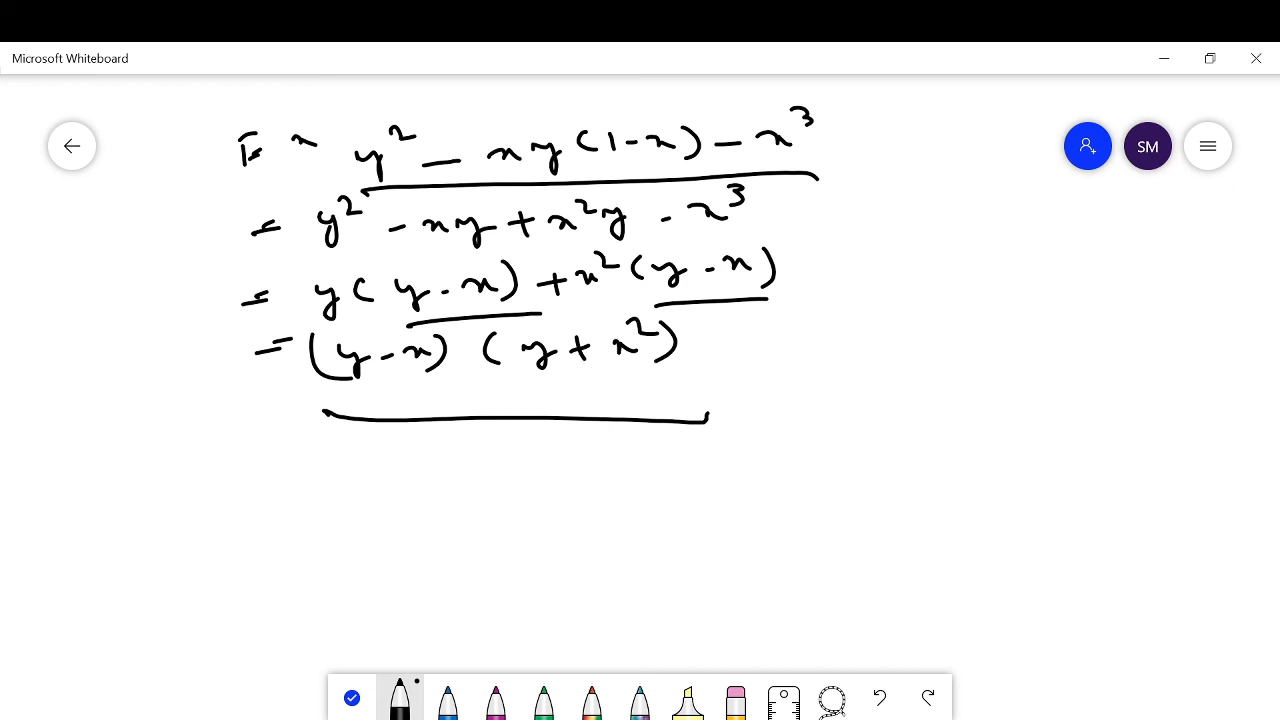 Microsoft Whiteboard
SM
y² - xy(1-x) - x³
= y² - xy + x²y - x³
= y(y-x) + x²(y-x)
= (y-x) (y+x²)